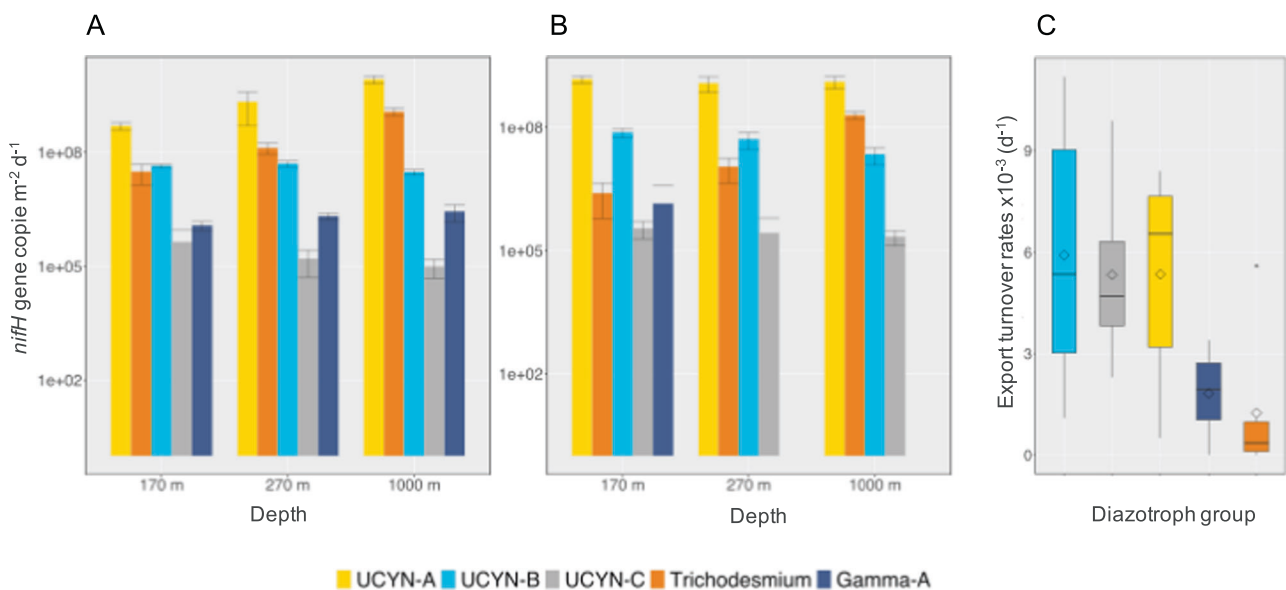 A
B
C
nifH gene copie m-2 d-1
1e+08
1e+05
1e+02
170 m
270 m
1000 m
Depth
1e+08
1e+05
1e+02
170 m
270 m
1000 m
Depth
Export turnover rates x10-3 (d-1)
9
6
3
0
Diazotroph group
UCYN-A UCYN-B UCYN-C Trichodesmium Gamma-A